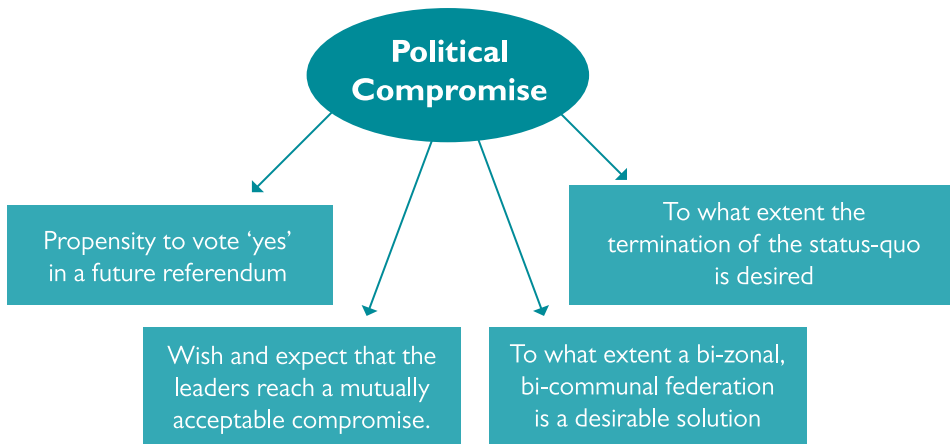 Political
Compromise
Propensity to vote ‘yes’
in a future referendum
Wish and expect that the
leaders reach a mutually
acceptable compromise.
To what extent a bi-zonal,
bi-communal federation
is a desirable solution
To what extent the
termination of the status-quo
is desired